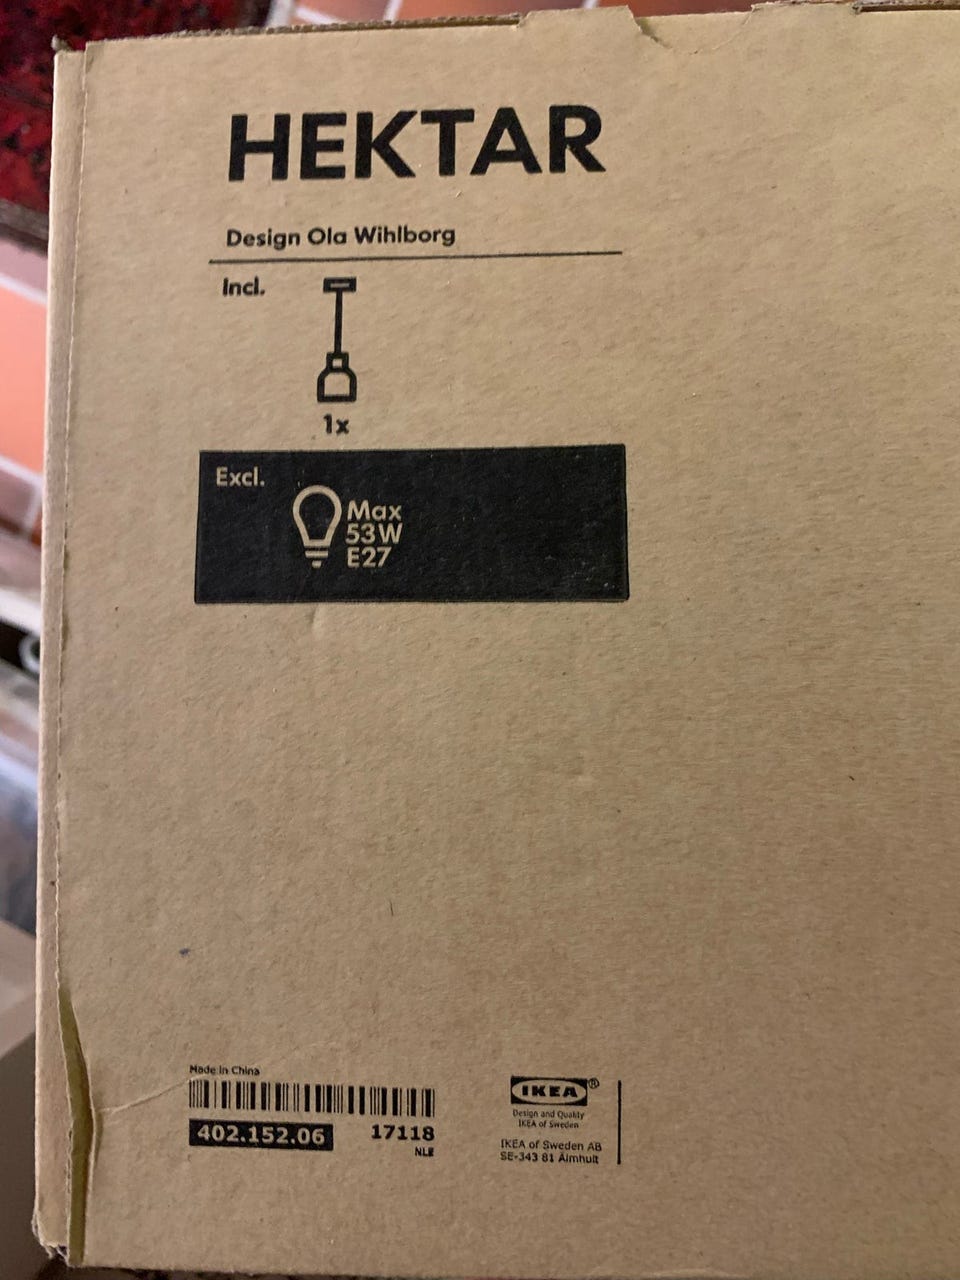 HEKTAR
Design Ola Wihlborg
Incl.
1x
Excl.
Max
53W
E27
Made in China
402.152.06
17118
NLE
IKEA®
Design and Quality
IKEA of Sweden
IKEA of Sweden AB
SE-343 81 Älmhult